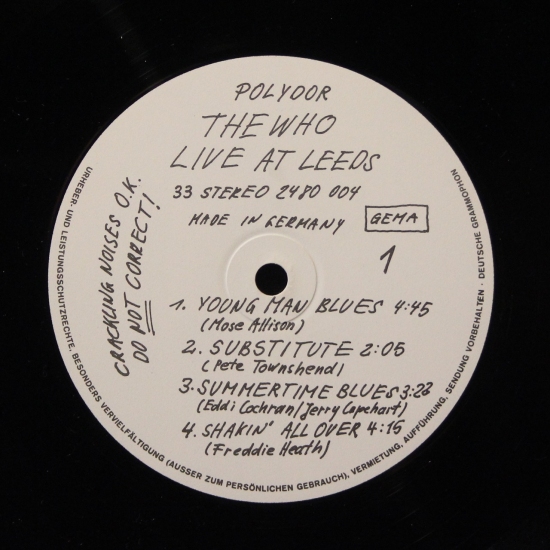 POLYDOR
THE WHO
LIVE AT LEEDS
33 STEREO 2480 004
MADE IN GERMANY
GEMA
1
CRACKLING NOISES O.K.
DO NOT CORRECT!
1. YOUNG MAN BLUES 4:45
(Mose Allison)
2. SUBSTITUTE 2:05
(Pete Townshend)
3. SUMMERTIME BLUES 3:22
(Eddi Cochran/Jerry Capehart)
4. SHAKIN' ALL OVER 4:15
(Freddie Heath)
URHEBER- UND LEISTUNGSSCHUTZRECHTE, BESONDERS VERVIELFÄLTIGUNG (AUSSER ZUM PERSÖNLICHEN GEBRAUCH), VERMIETUNG, AUFFÜHRUNG, SENDUNG VORBEHALTEN · DEUTSCHE GRAMMOPHON